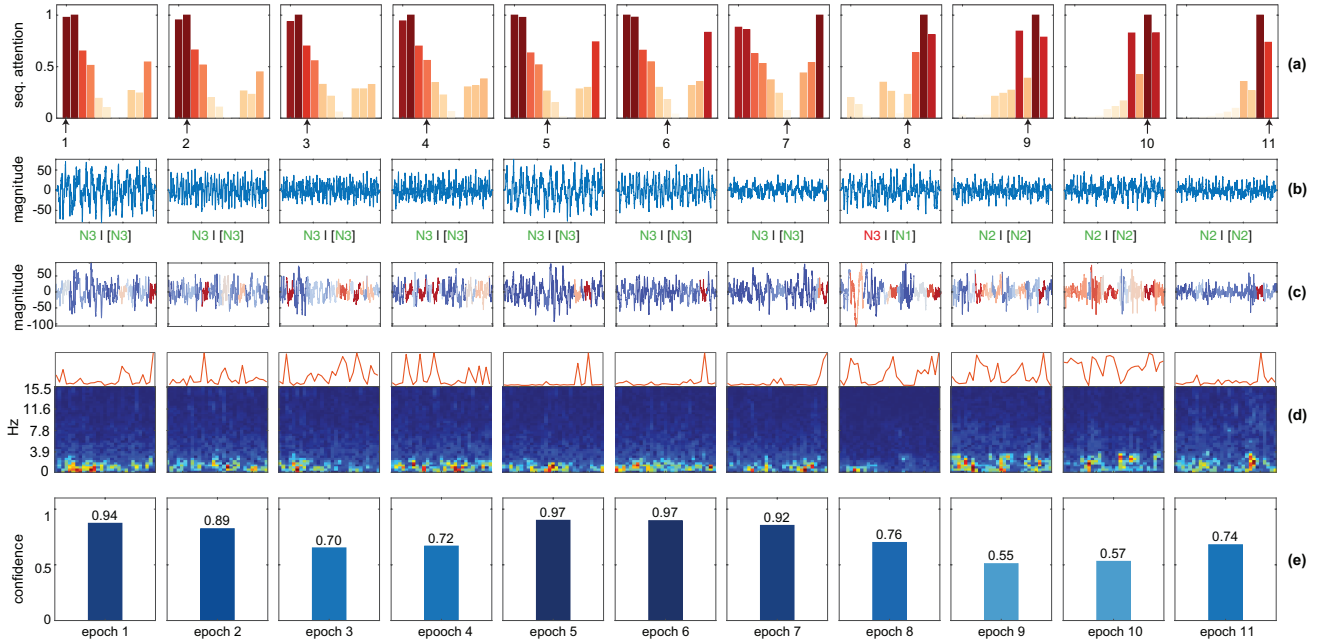 seq. attention
1
0.5
0
(a)
1 2 3 4 5 6 7 8 9 10 11
magnitude
50
0
-50
(b)
N3 I [N3] N3 I [N3] N3 I [N3] N3 I [N3] N3 I [N3] N3 I [N3] N3 I [N3] N3 I [N1] N2 I [N2] N2 I [N2] N2 I [N2]
magnitude
50
0
-50
-100
(c)
Hz
15.5
11.6
7.8
3.9
0
(d)
confidence
1
0.5
0
0.94 0.89 0.70 0.72 0.97 0.97 0.92 0.76 0.55 0.57 0.74
(e)
epoch 1 epoch 2 epoch 3 epoch 4 epoch 5 epoch 6 epoch 7 epoch 8 epoch 9 epoch 10 epoch 11